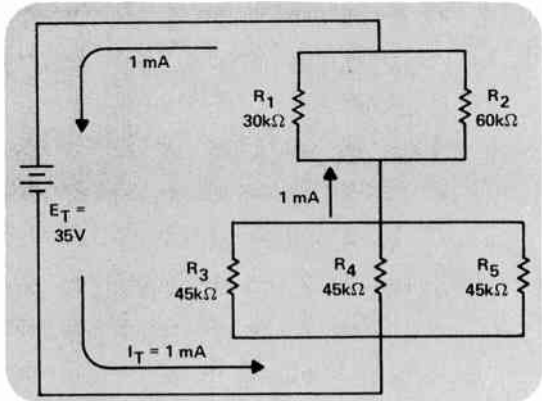 1 mA
R1
30kΩ
R2
60kΩ
1 mA
ET =
35V
R3
45kΩ
R4
45kΩ
R5
45kΩ
IT = 1 mA